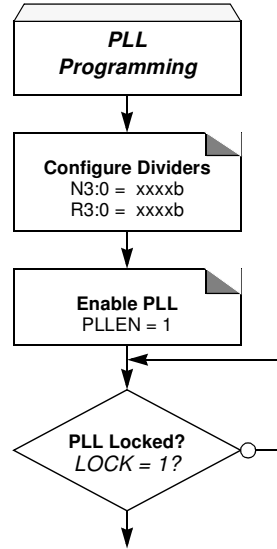 PLL
Programming
Configure Dividers
N3:0 = xxxxb
R3:0 = xxxxb
Enable PLL
PLLEN = 1
PLL Locked?
LOCK = 1?